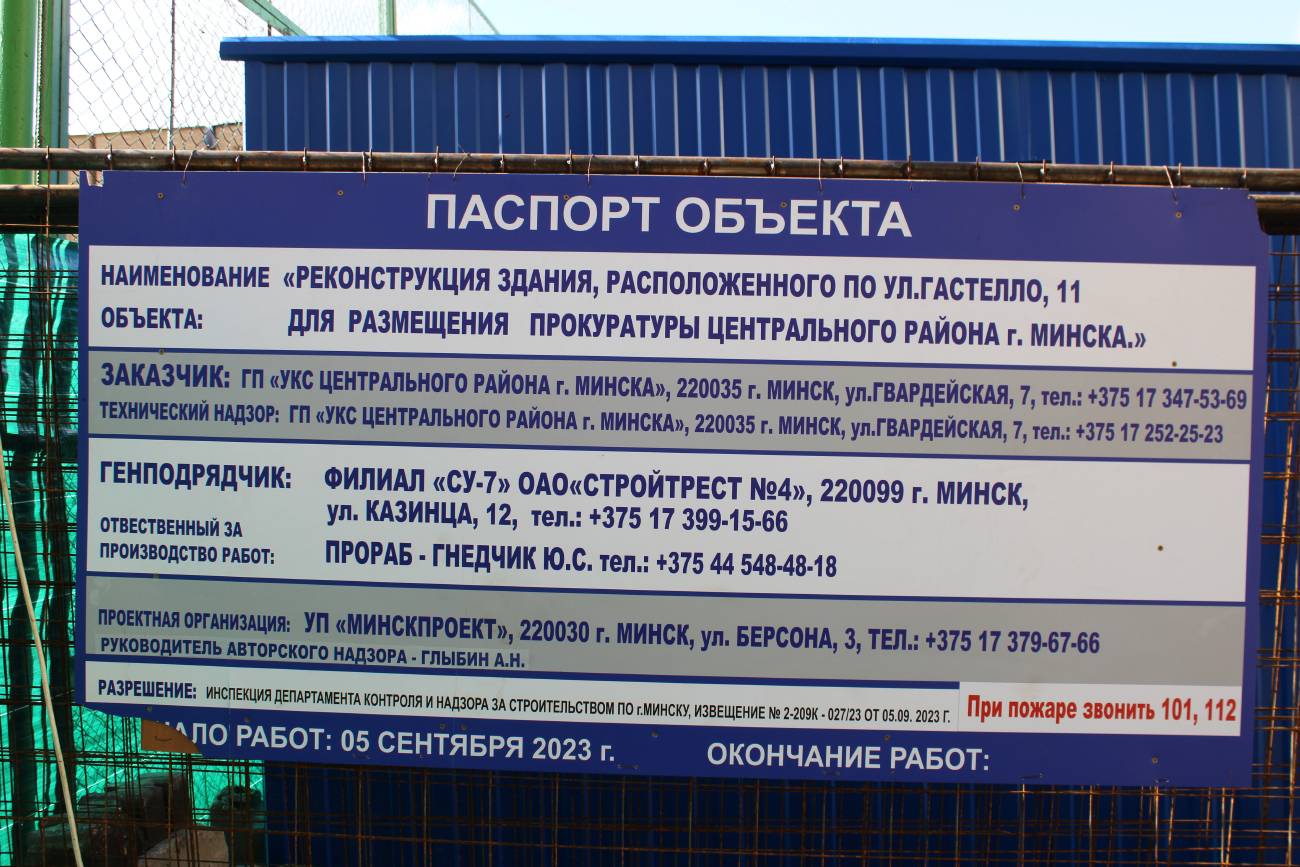 ПАСПОРТ ОБЪЕКТА
НАИМЕНОВАНИЕ «РЕКОНСТРУКЦИЯ ЗДАНИЯ, РАСПОЛОЖЕННОГО ПО УЛ.ГАСТЕЛЛО, 11
ОБЪЕКТА: ДЛЯ РАЗМЕЩЕНИЯ ПРОКУРАТУРЫ ЦЕНТРАЛЬНОГО РАЙОНА г. МИНСКА.»
ЗАКАЗЧИК: ГП «УКС ЦЕНТРАЛЬНОГО РАЙОНА г. МИНСКА», 220035 г. МИНСК, ул.ГВАРДЕЙСКАЯ, 7, тел.: +375 17 347-53-69
ТЕХНИЧЕСКИЙ НАДЗОР: ГП «УКС ЦЕНТРАЛЬНОГО РАЙОНА г. МИНСКА», 220035 г. МИНСК, ул.ГВАРДЕЙСКАЯ, 7, тел.: +375 17 252-25-23
ГЕНПОДРЯДЧИК: ФИЛИАЛ «СУ-7» ОАО«СТРОЙТРЕСТ №4», 220099 г. МИНСК,
ул. КАЗИНЦА, 12, тел.: +375 17 399-15-66
ОТВЕСТВЕННЫЙ ЗА
ПРОИЗВОДСТВО РАБОТ: ПРОРАБ - ГНЕДЧИК Ю.С. тел.: +375 44 548-48-18
ПРОЕКТНАЯ ОРГАНИЗАЦИЯ: УП «МИНСКПРОЕКТ», 220030 г. МИНСК, ул. БЕРСОНА, 3, ТЕЛ.: +375 17 379-67-66
РУКОВОДИТЕЛЬ АВТОРСКОГО НАДЗОРА - ГЛЫБИН А.Н.
РАЗРЕШЕНИЕ: ИНСПЕКЦИЯ ДЕПАРТАМЕНТА КОНТРОЛЯ И НАДЗОРА ЗА СТРОИТЕЛЬСТВОМ ПО г.МИНСКУ, ИЗВЕЩЕНИЕ № 2-209К - 027/23 ОТ 05.09. 2023 Г. При пожаре звонить 101, 112
АЛО РАБОТ: 05 СЕНТЯБРЯ 2023 г. ОКОНЧАНИЕ РАБОТ: